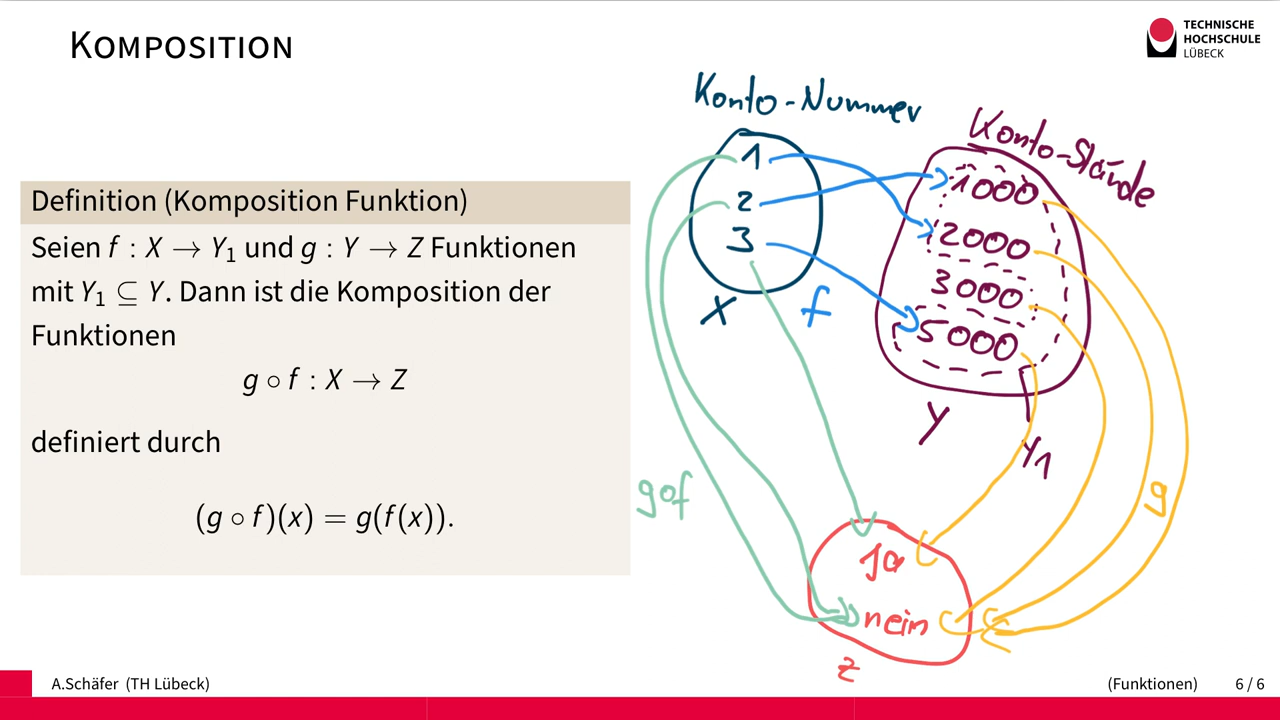 KOMPOSITION
TECHNISCHE
HOCHSCHULE
LÜBECK
Definition (Komposition Funktion)
Seien f : X → Y₁ und g : Y → Z Funktionen
mit Y₁ ⊆ Y. Dann ist die Komposition der
Funktionen
g ∘ f : X → Z
definiert durch
(g ∘ f)(x) = g(f(x)).
Konto-Nummer
1
2
3
X
f
Konto-Stände
1000
2000
3000
5000
Y
Y1
g∘f
g
Ja
nein
Z
A.Schäfer (TH Lübeck)
(Funktionen)
6 / 6